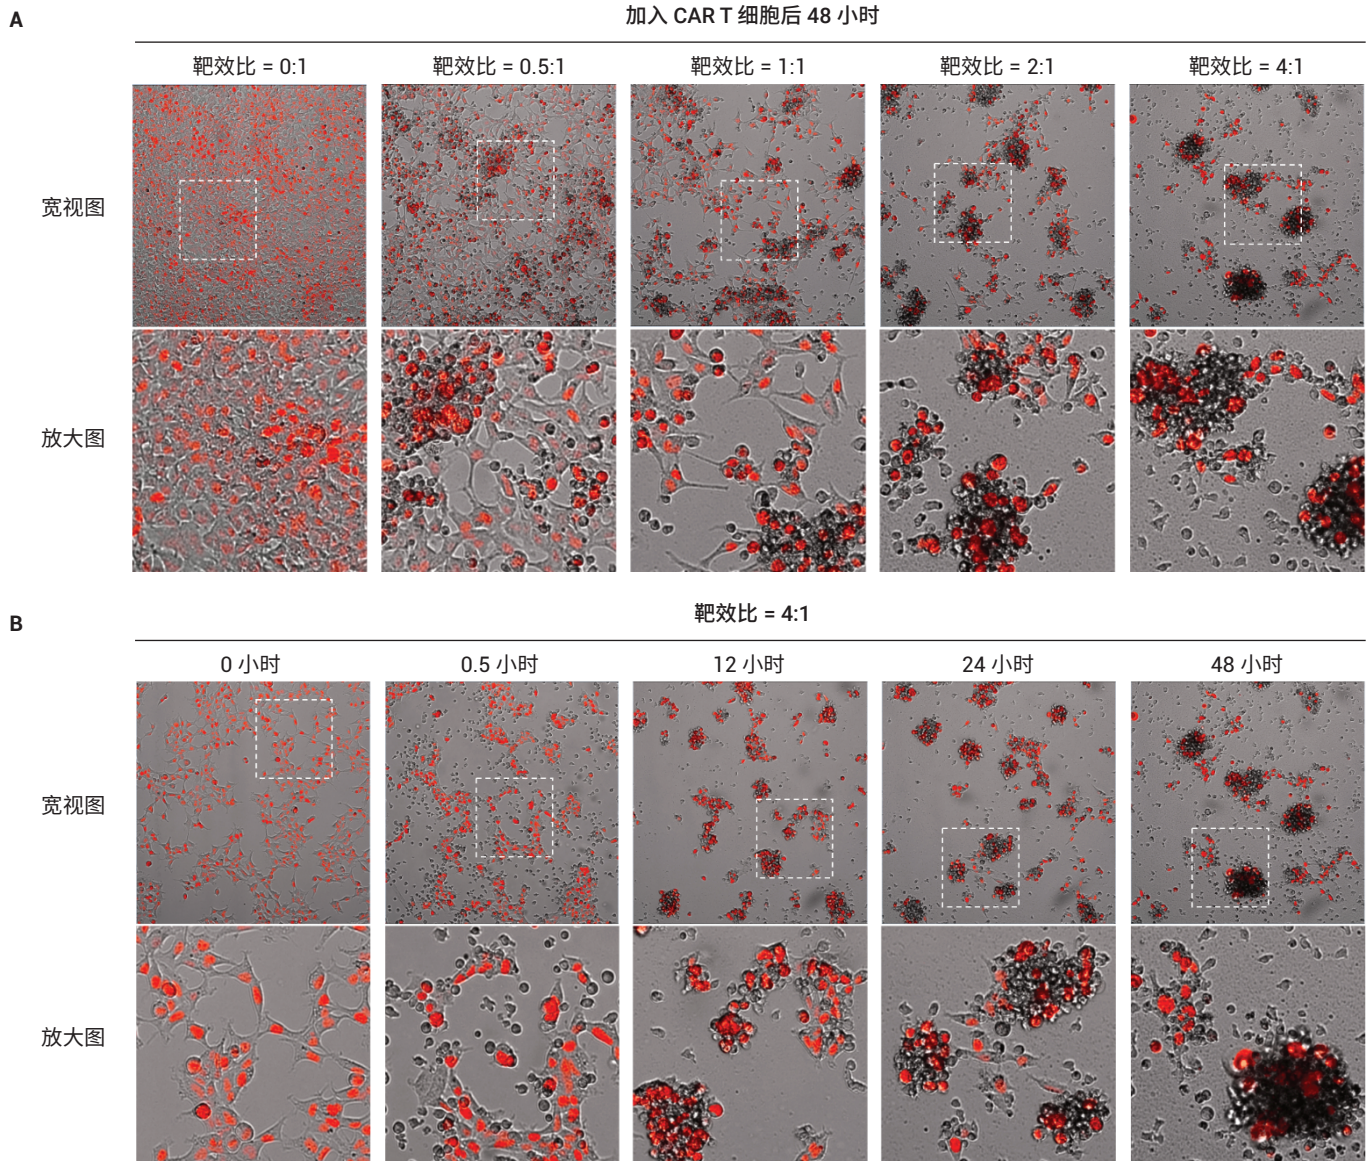 A
加入 CAR T 细胞后 48 小时
靶效比 = 0:1
靶效比 = 0.5:1
靶效比 = 1:1
靶效比 = 2:1
靶效比 = 4:1
宽视图
放大图
B
靶效比 = 4:1
0 小时
0.5 小时
12 小时
24 小时
48 小时
宽视图
放大图